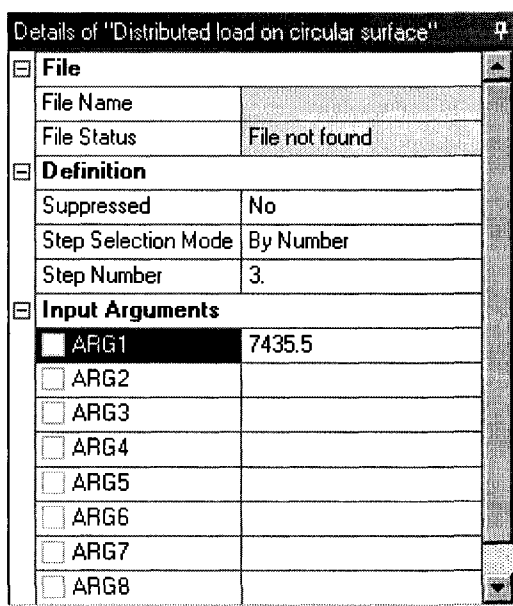 Details of "Distributed load on circular surface"
File
File Name
File Status File not found
Definition
Suppressed No
Step Selection Mode By Number
Step Number 3.
Input Arguments
ARG1 7435.5
ARG2
ARG3
ARG4
ARG5
ARG6
ARG7
ARG8